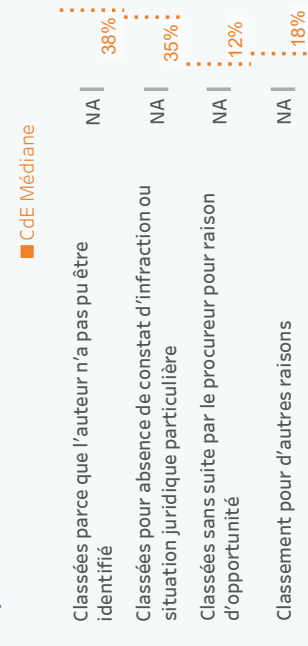 CdE Médiane
Classées parce que l'auteur n'a pas pu être
identifié
NA
38%
Classées pour absence de constat d'infraction ou
situation juridique particulière
NA
35%
Classées sans suite par le procureur pour raison
d'opportunité
NA
12%
Classement pour d'autres raisons
NA
18%